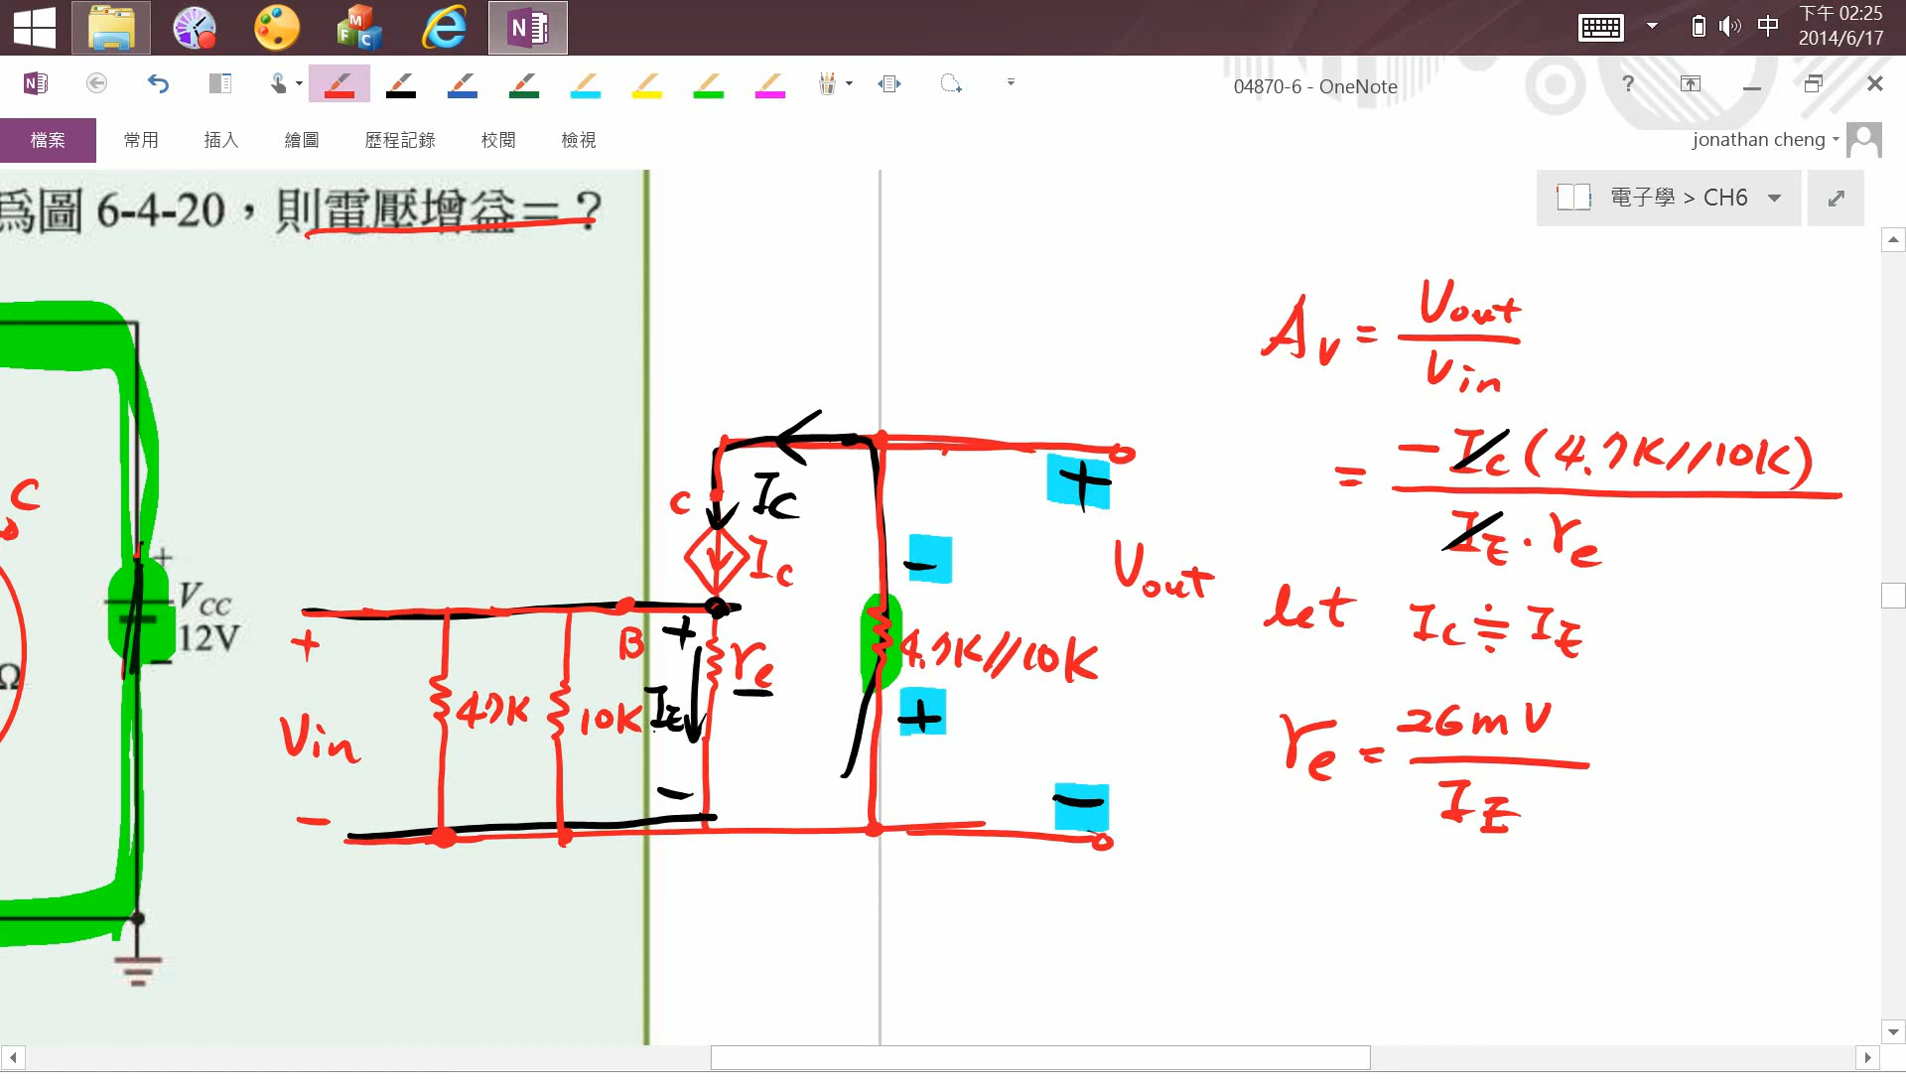 下午 02:25
中
2014/6/17
04870-6 - OneNote
?
檔案
常用
插入
繪圖
歷程記錄
校閱
檢視
jonathan cheng
電子學 > CH6
為圖 6-4-20，則電壓增益＝？
C
+
VCC
12V
−
Ω
C
IC
IC
+
−
Vout
+
B
+
re
4.7K//10K
47K
10K
IE
+
Vin
−
−
−
Av = Vout / Vin
= -IC (4.7K//10K) / IE · re
let IC ≒ IE
re = 26mV / IE